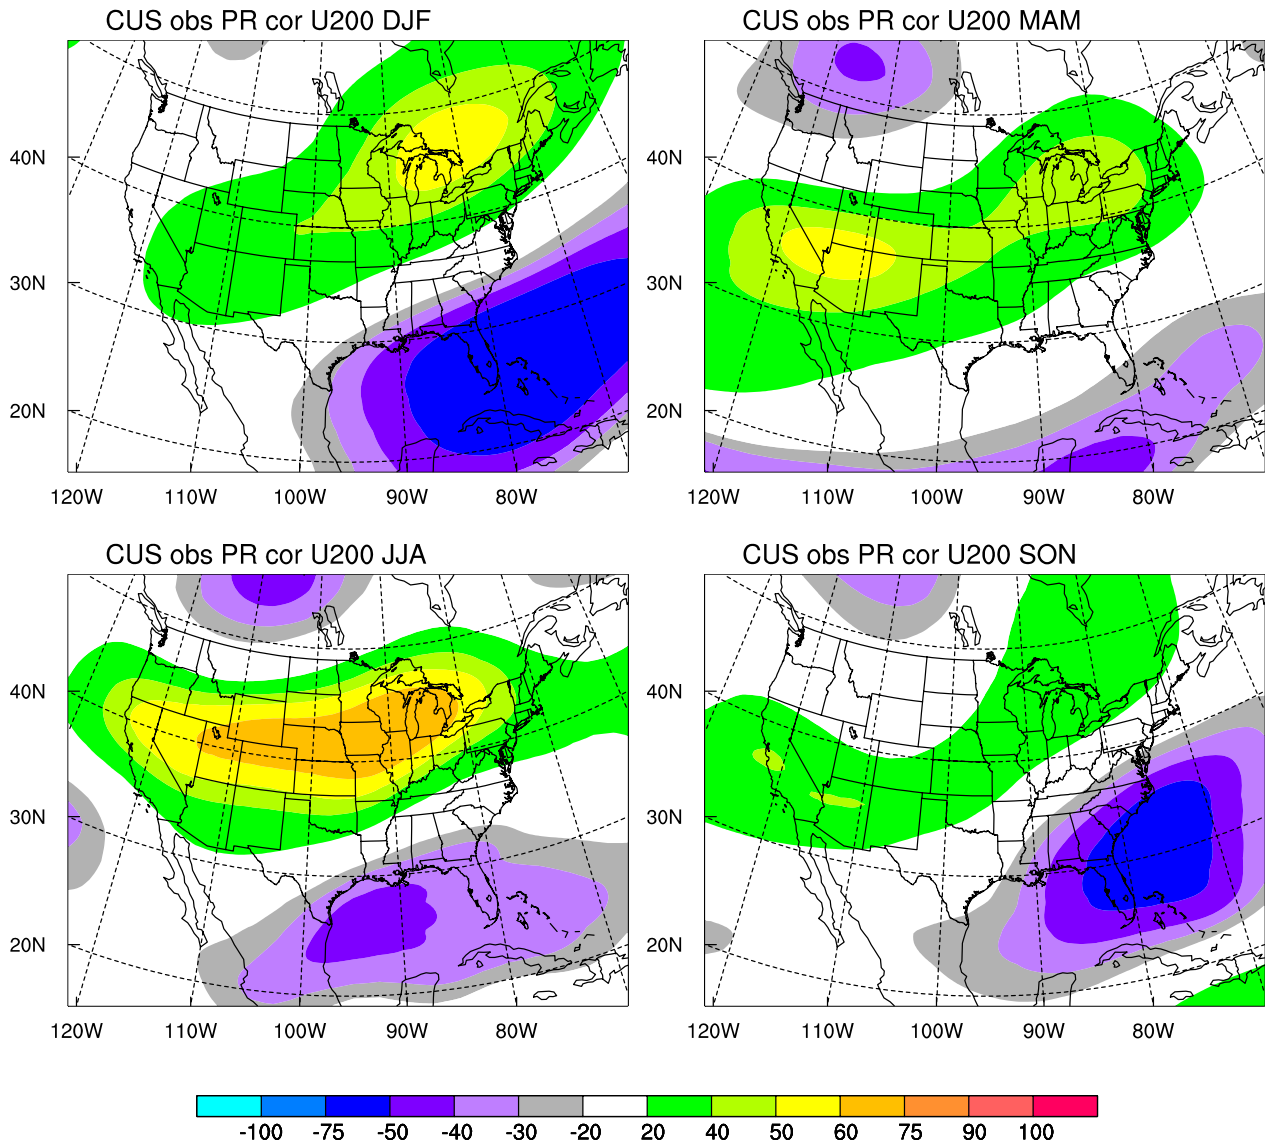 CUS obs PR cor U200 DJF
CUS obs PR cor U200 MAM
40N
30N
20N
120W 110W 100W 90W 80W
40N
30N
20N
120W 110W 100W 90W 80W
CUS obs PR cor U200 JJA
CUS obs PR cor U200 SON
40N
30N
20N
120W 110W 100W 90W 80W
40N
30N
20N
120W 110W 100W 90W 80W
-100 -75 -50 -40 -30 -20 20 40 50 60 75 90 100